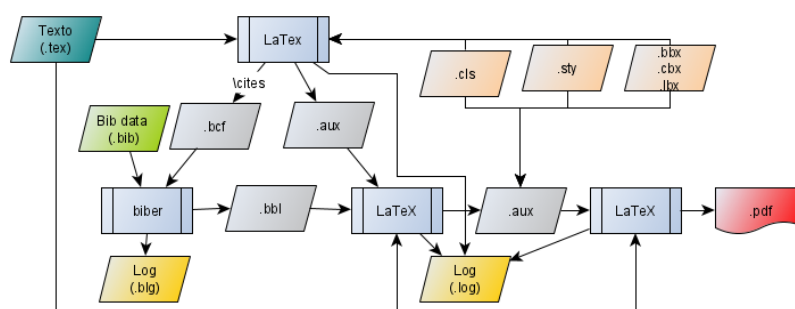 Texto
(.tex)
LaTex
.cls
.sty
.bbx
.cbx
.lbx
\cites
Bib data
(.bib)
.bcf
.aux
biber
.bbl
LaTeX
.aux
LaTeX
.pdf
Log
(.blg)
Log
(.log)